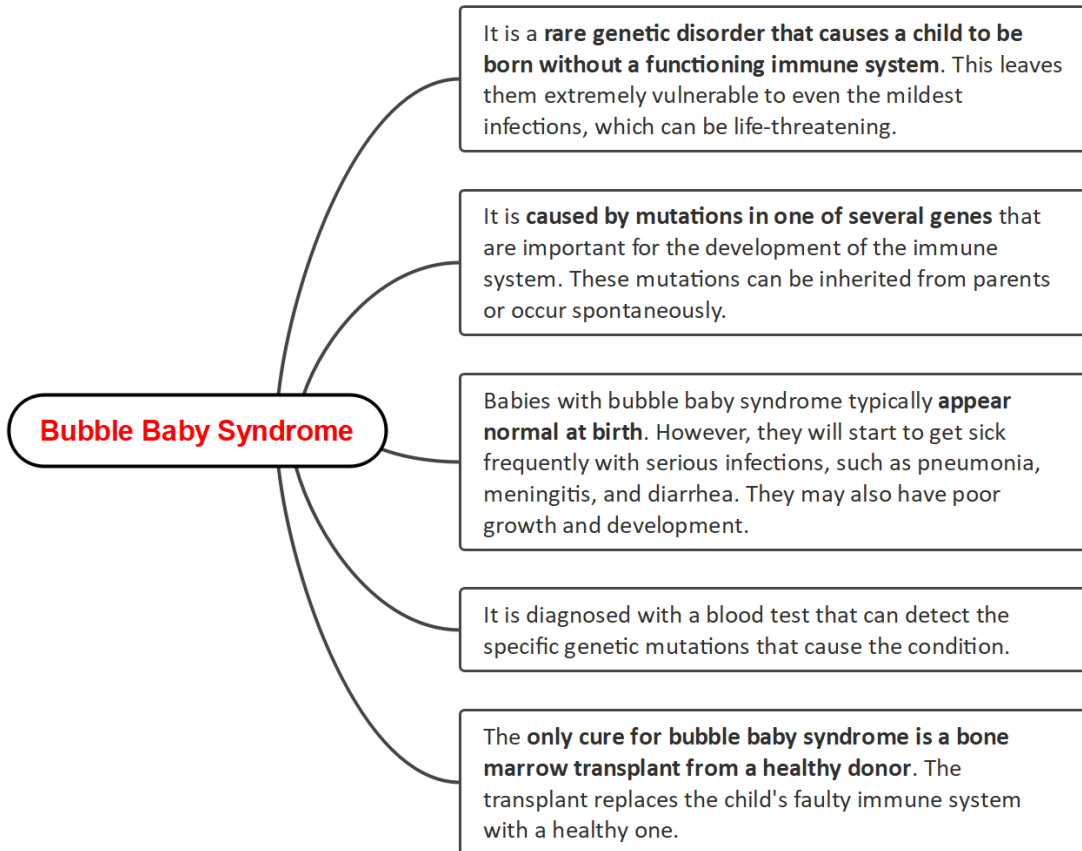 It is a rare genetic disorder that causes a child to be
born without a functioning immune system. This leaves
them extremely vulnerable to even the mildest
infections, which can be life-threatening.
It is caused by mutations in one of several genes that
are important for the development of the immune
system. These mutations can be inherited from parents
or occur spontaneously.
Bubble Baby Syndrome
Babies with bubble baby syndrome typically appear
normal at birth. However, they will start to get sick
frequently with serious infections, such as pneumonia,
meningitis, and diarrhea. They may also have poor
growth and development.
It is diagnosed with a blood test that can detect the
specific genetic mutations that cause the condition.
The only cure for bubble baby syndrome is a bone
marrow transplant from a healthy donor. The
transplant replaces the child's faulty immune system
with a healthy one.